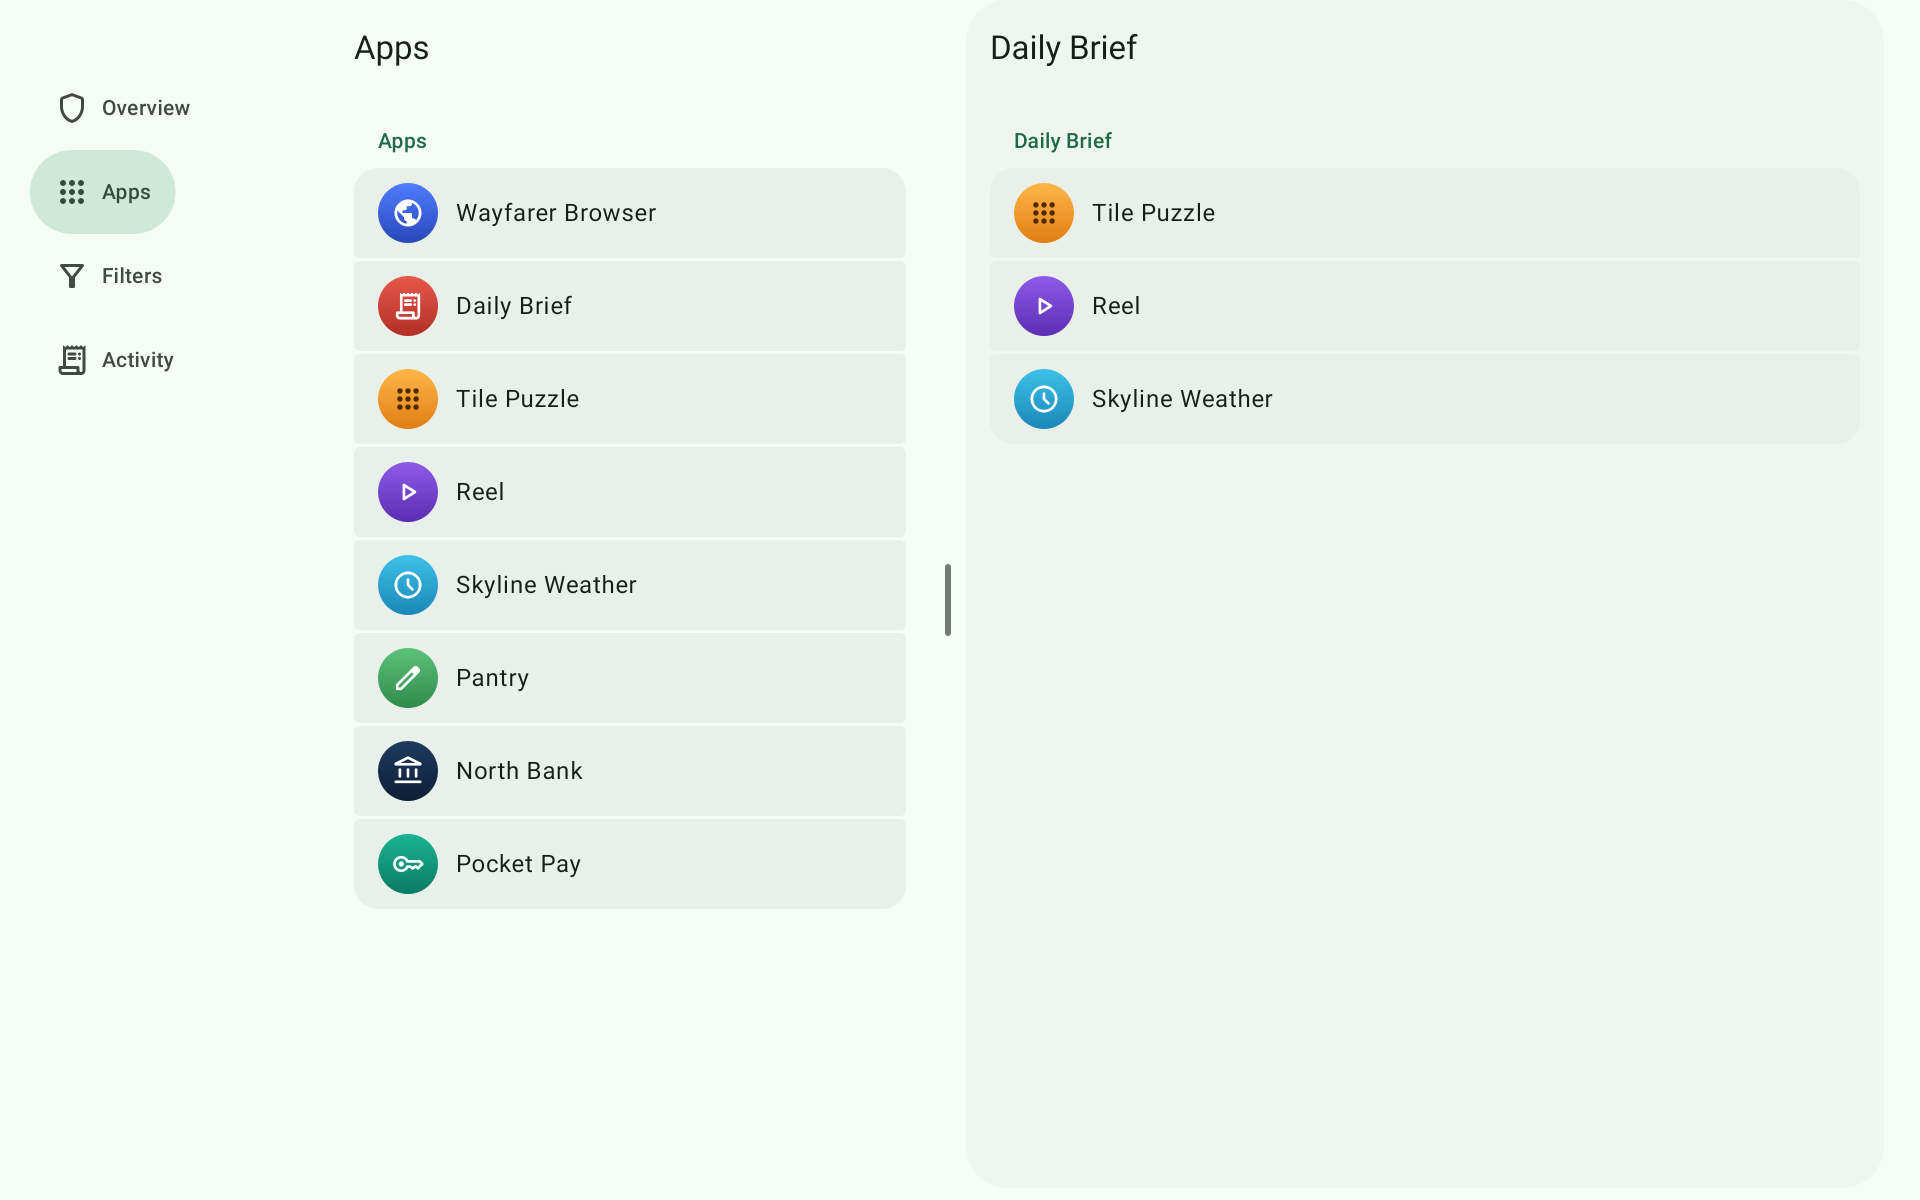 Overview
Apps
Filters
Activity
Apps
Apps
Wayfarer Browser
Daily Brief
Tile Puzzle
Reel
Skyline Weather
Pantry
North Bank
Pocket Pay
Daily Brief
Daily Brief
Tile Puzzle
Reel
Skyline Weather